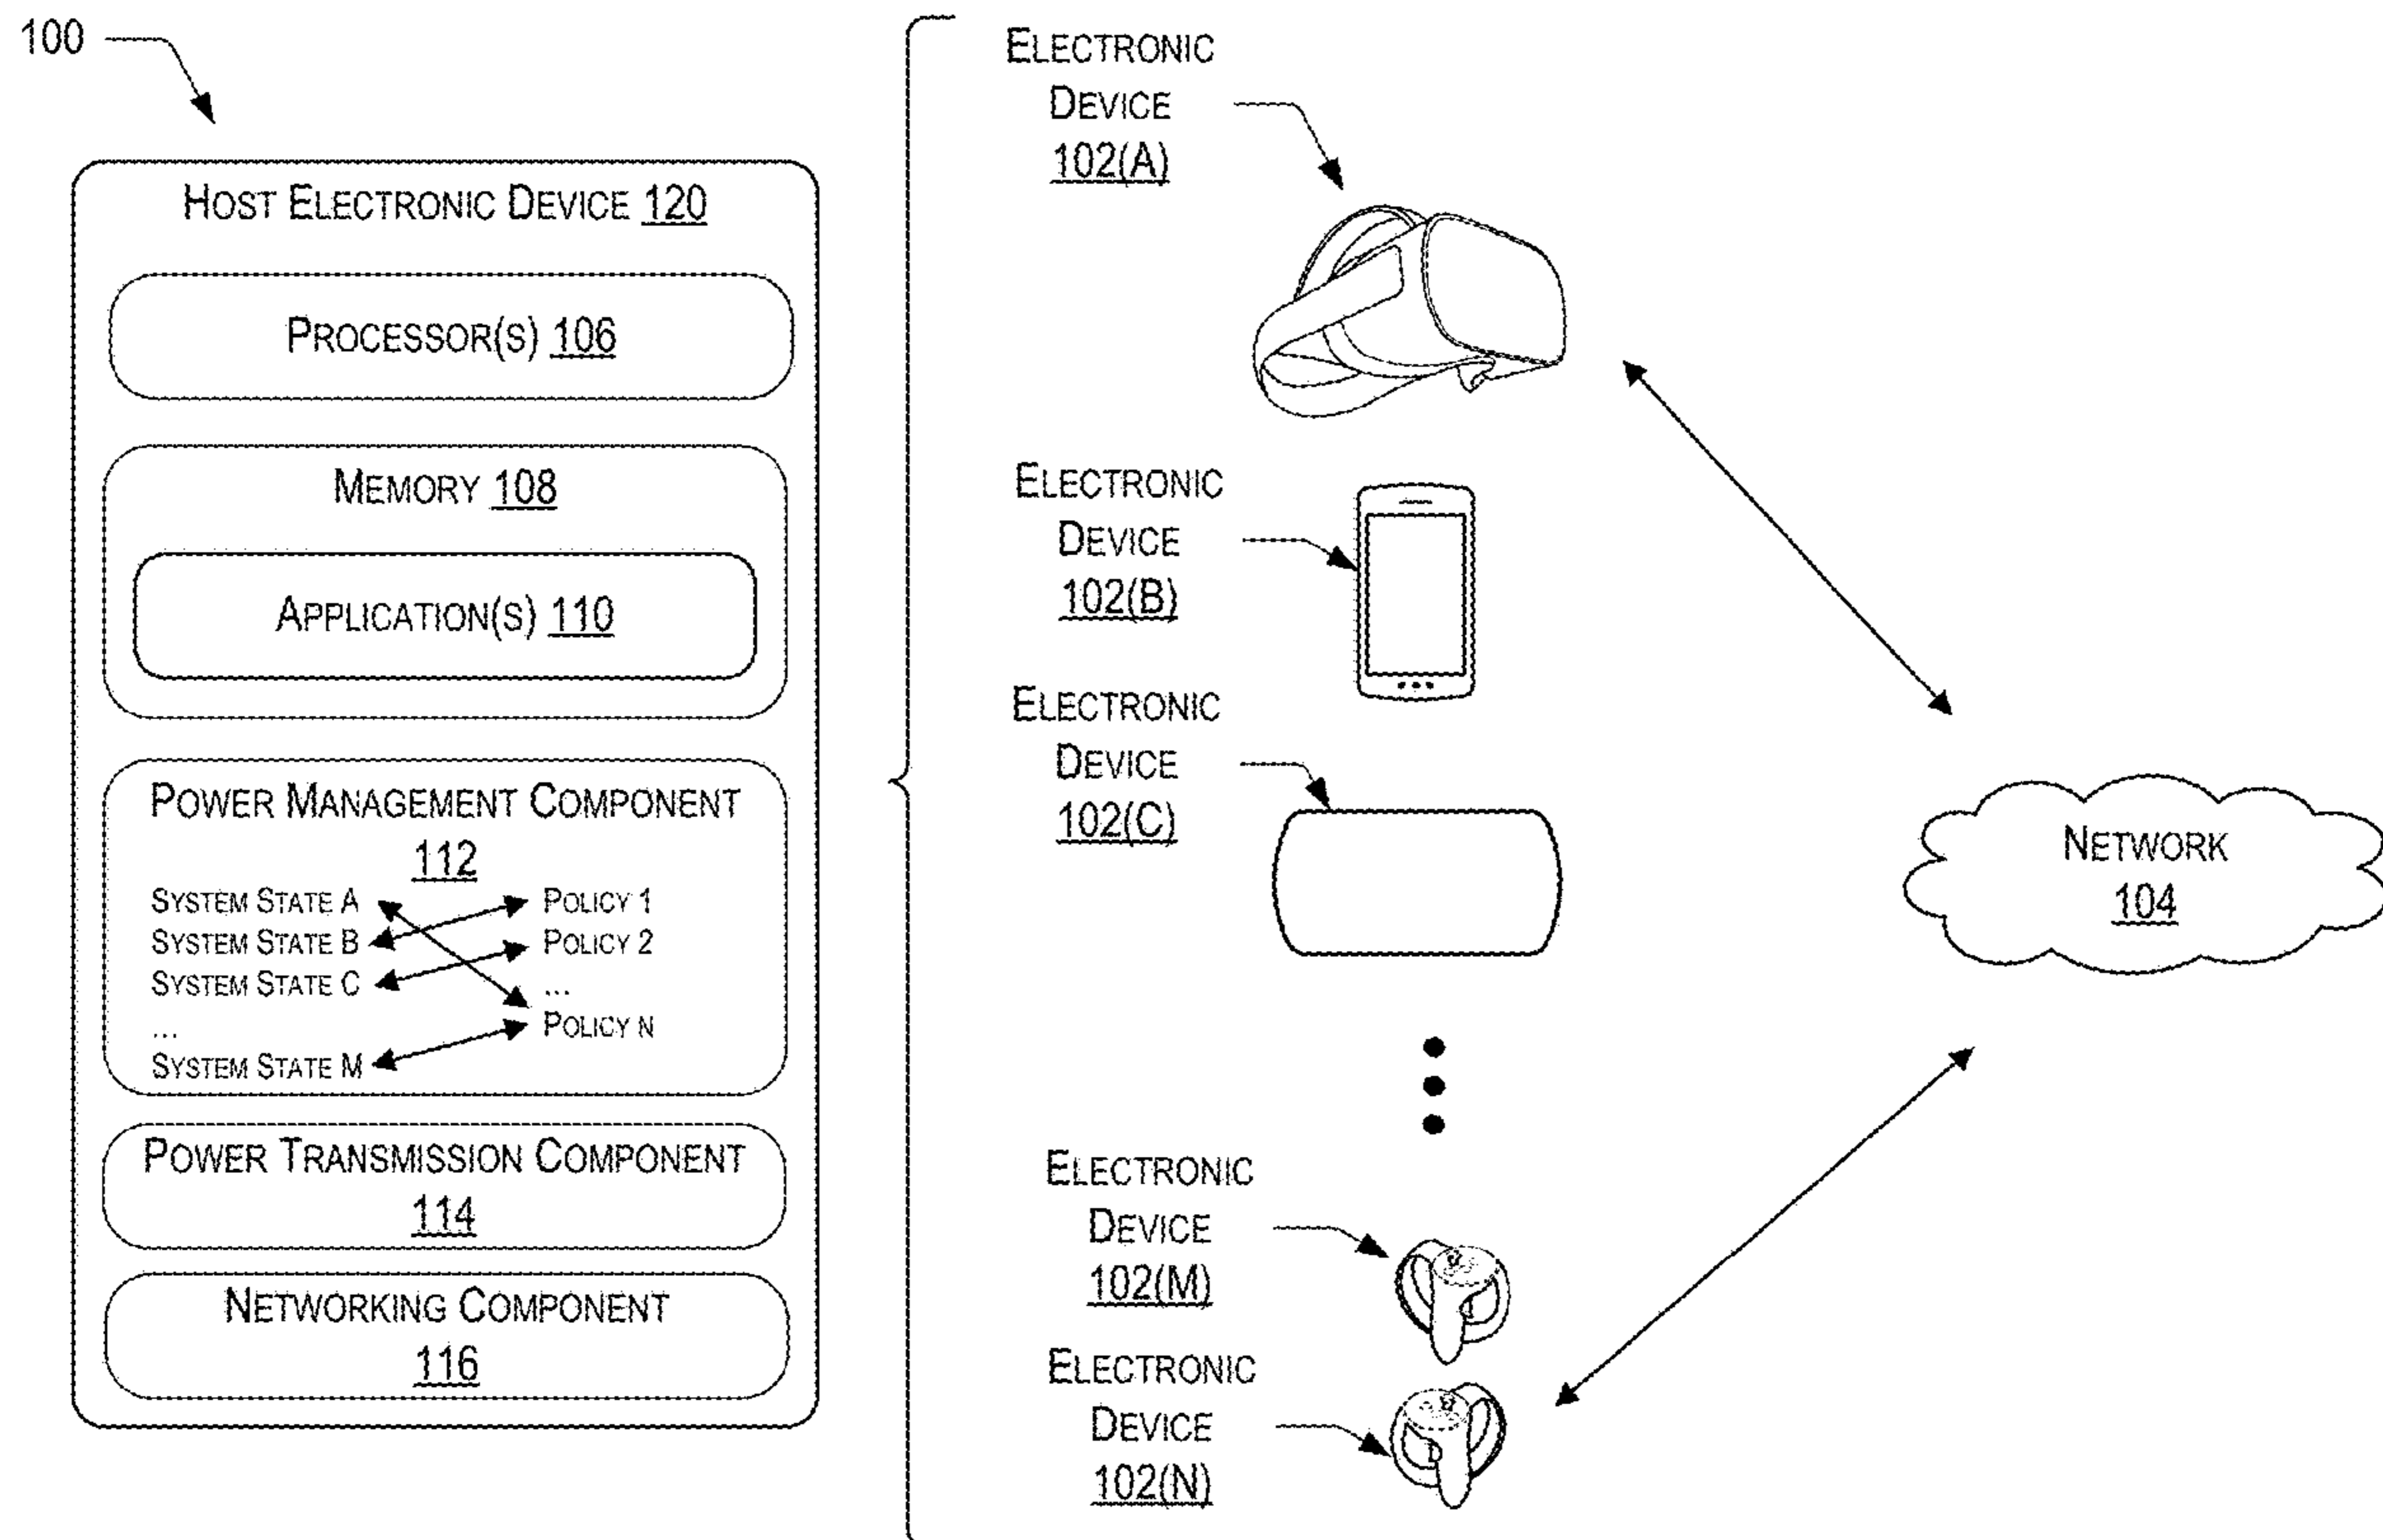 100
HOST ELECTRONIC DEVICE 120
PROCESSOR(S) 106
MEMORY 108
APPLICATION(S) 110
POWER MANAGEMENT COMPONENT
112
SYSTEM STATE A
POLICY 1
SYSTEM STATE B
POLICY 2
SYSTEM STATE C
...
...
POLICY N
SYSTEM STATE M
POWER TRANSMISSION COMPONENT
114
NETWORKING COMPONENT
116
ELECTRONIC
DEVICE
102(A)
ELECTRONIC
DEVICE
102(B)
ELECTRONIC
DEVICE
102(C)
ELECTRONIC
DEVICE
102(M)
ELECTRONIC
DEVICE
102(N)
NETWORK
104